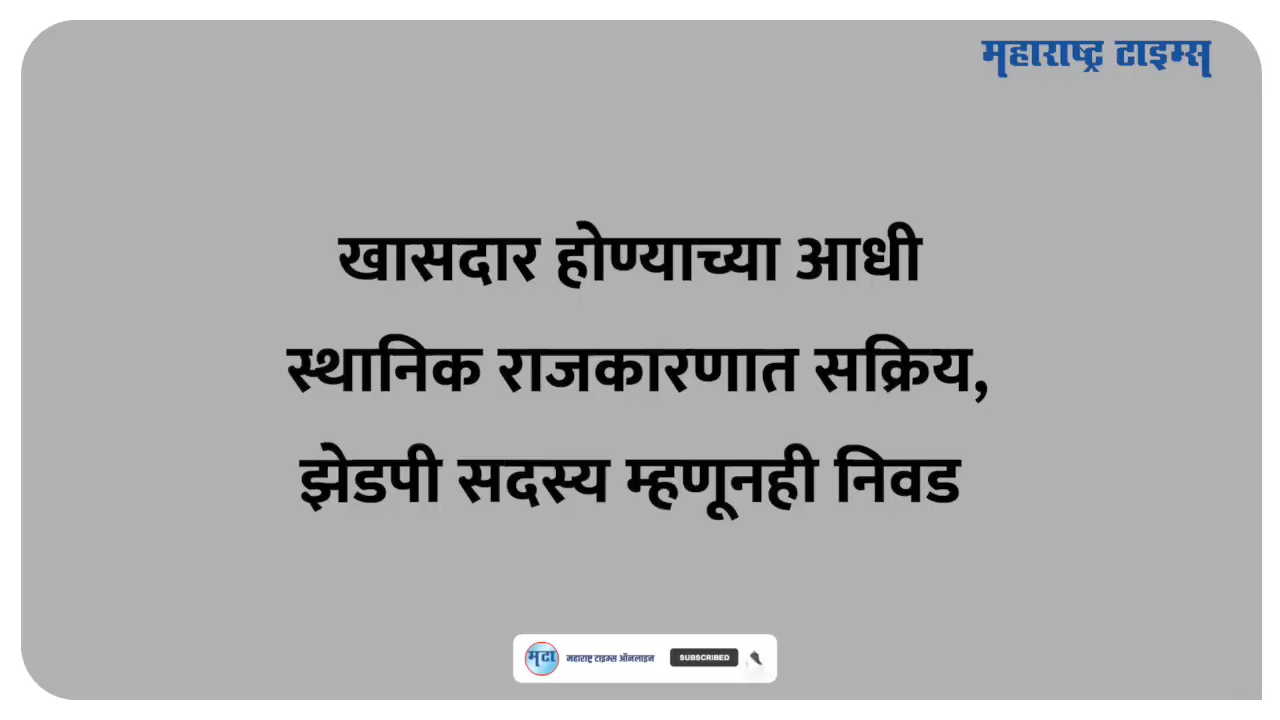 महाराष्ट्र टाइम्स
खासदार होण्याच्या आधी
स्थानिक राजकारणात सक्रिय,
झेडपी सदस्य म्हणूनही निवड
मटा महाराष्ट्र टाइम्स ऑनलाइन SUBSCRIBED